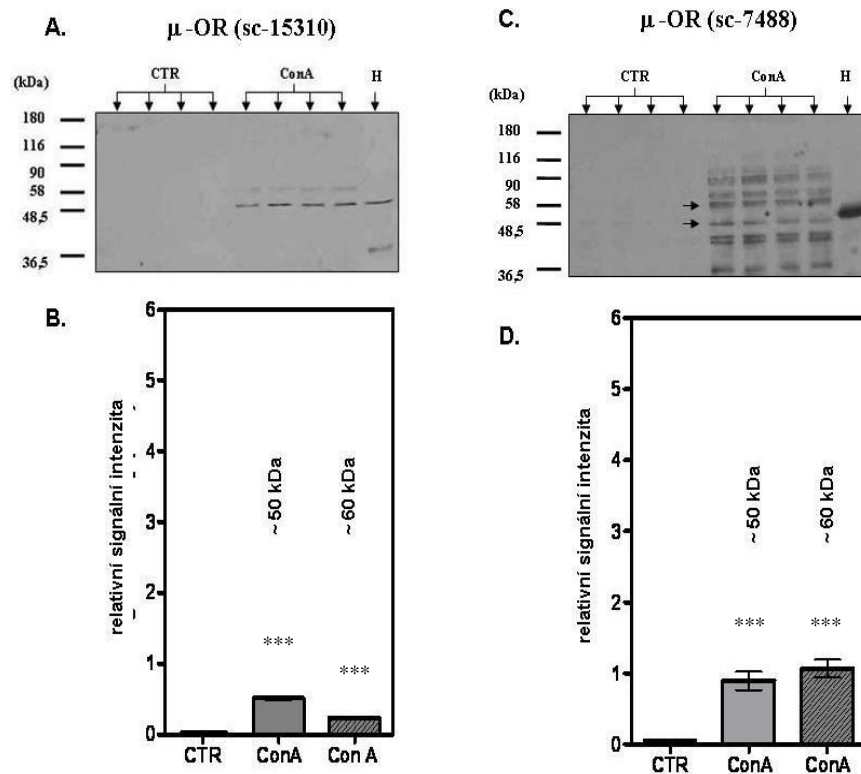 A.
μ -OR (sc-15310)
(kDa)
CTR
ConA
H
180
116
90
58
48,5
36,5
B.
relativní signální intenzita
6
5
4
3
2
1
0
~ 50 kDa
~ 60 kDa
***
***
CTR
ConA
Con A
C.
μ -OR (sc-7488)
(kDa)
CTR
ConA
H
180
116
90
58
48,5
36,5
D.
relativní signální intenzita
6
5
4
3
2
1
0
~ 50 kDa
~ 60 kDa
***
***
CTR
ConA
ConA